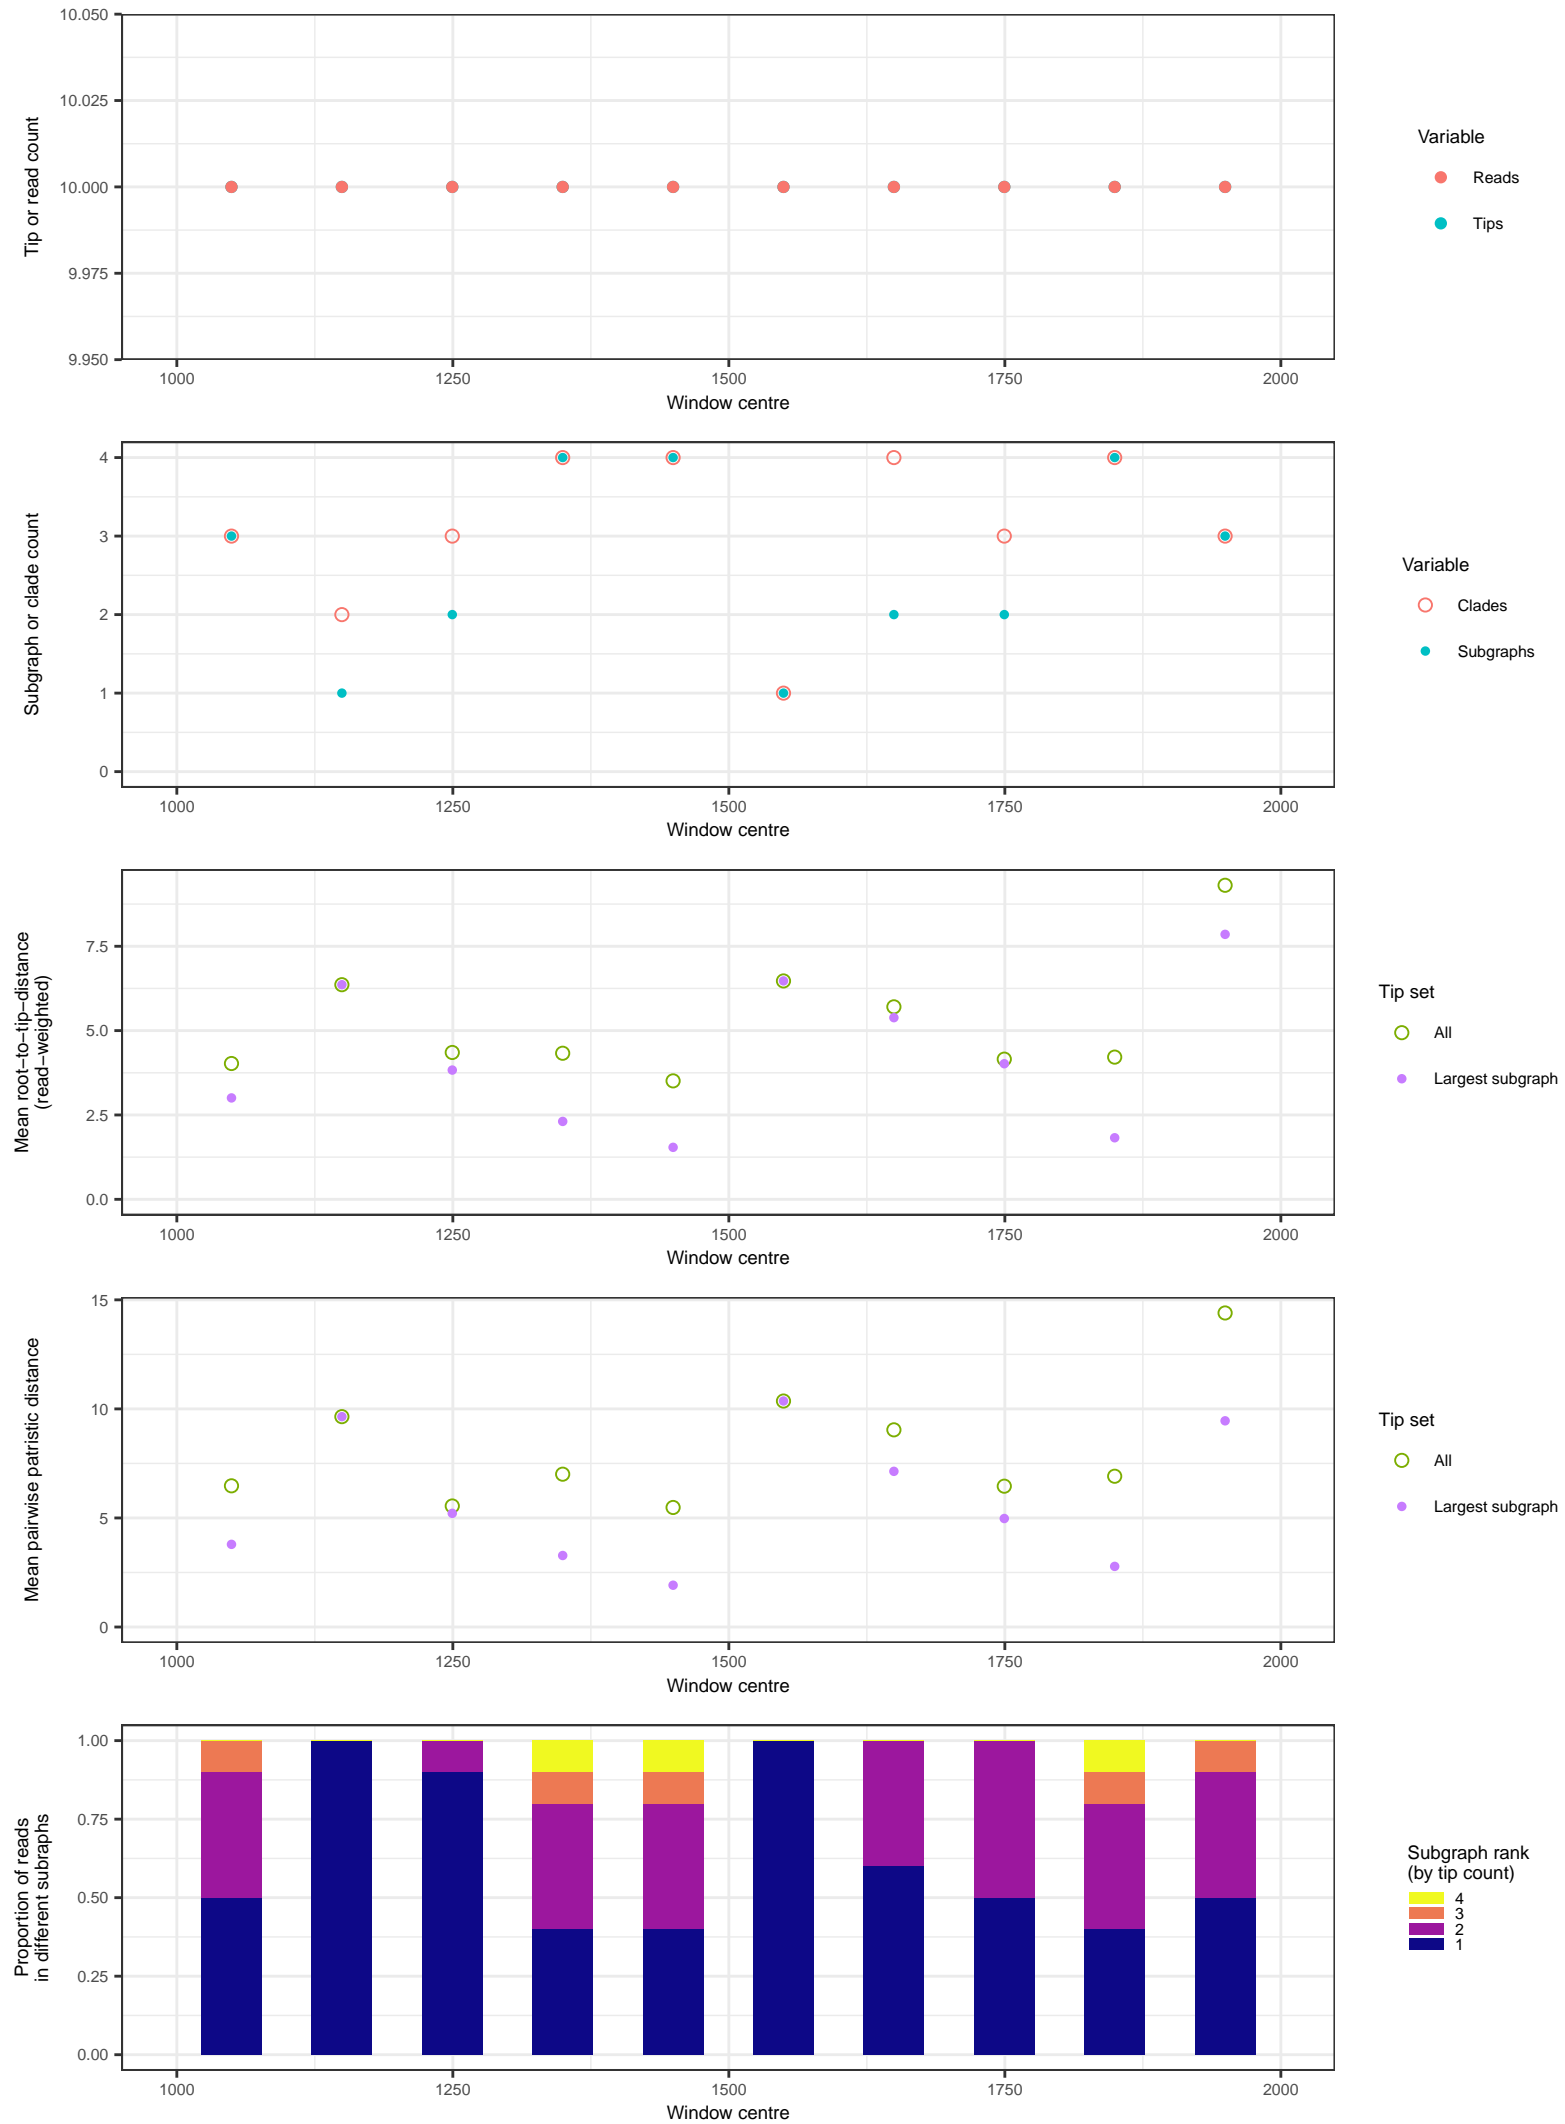 10.050
10.025
10.000
9.975
9.950
Tip or read count
1000 1250 1500 1750 2000
Window centre
Variable
Reads
Tips
4
3
2
1
0
Subgraph or clade count
1000 1250 1500 1750 2000
Window centre
Variable
Clades
Subgraphs
7.5
5.0
2.5
0.0
Mean root−to−tip−distance
(read−weighted)
1000 1250 1500 1750 2000
Window centre
Tip set
All
Largest subgraph
15
10
5
0
Mean pairwise patristic distance
1000 1250 1500 1750 2000
Window centre
Tip set
All
Largest subgraph
1.00
0.75
0.50
0.25
0.00
Proportion of reads
in different subraphs
1000 1250 1500 1750 2000
Window centre
Subgraph rank
(by tip count)
4
3
2
1